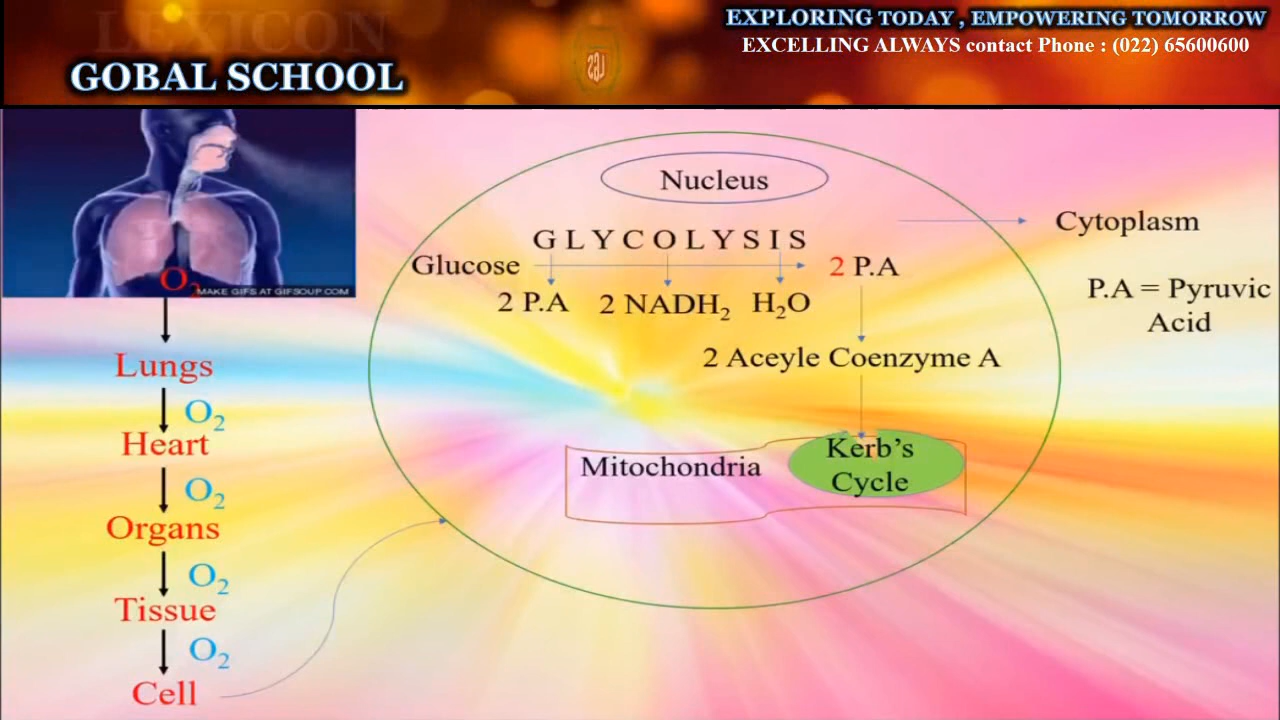 LEXICON
GOBAL SCHOOL
EXPLORING TODAY , EMPOWERING TOMORROW
EXCELLING ALWAYS contact Phone : (022) 65600600
LGS
O₂
MAKE GIFS AT GIFSOUP.COM
Lungs
O₂
Heart
O₂
Organs
O₂
Tissue
O₂
Cell
Nucleus
GLYCOLYSIS
Glucose
2 P.A
2 P.A 2 NADH₂ H₂O
2 Aceyle Coenzyme A
Mitochondria
Kerb's
Cycle
Cytoplasm
P.A = Pyruvic
Acid